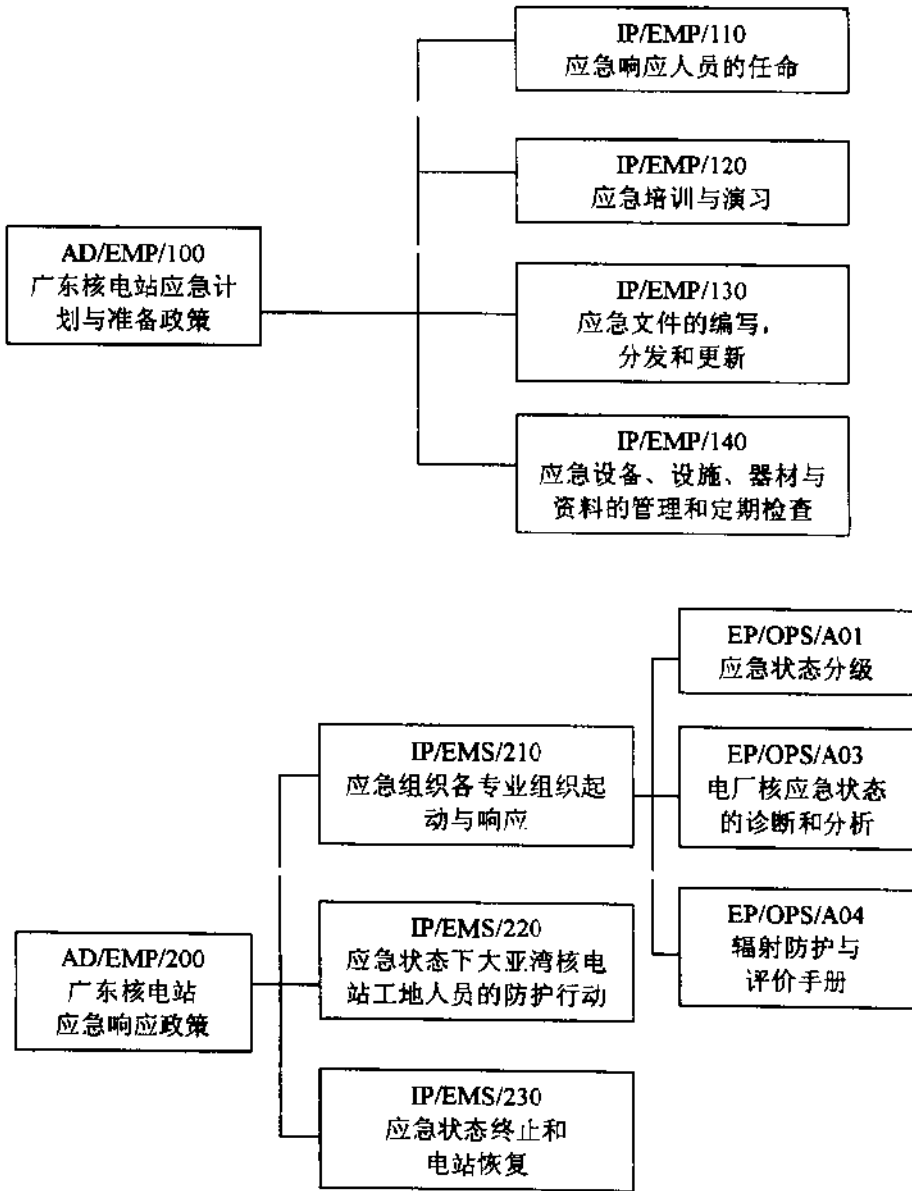 IP/EMP/110
应急响应人员的任命
IP/EMP/120
应急培训与演习
AD/EMP/100
广东核电站应急计
划与准备政策
IP/EMP/130
应急文件的编写,
分发和更新
IP/EMP/140
应急设备、设施、器材与
资料的管理和定期检查
EP/OPS/A01
应急状态分级
IP/EMS/210
应急组织各专业组织起
动与响应
EP/OPS/A03
电厂核应急状态
的诊断和分析
IP/EMS/220
应急状态下大亚湾核电
站工地人员的防护行动
EP/OPS/A04
辐射防护与
评价手册
AD/EMP/200
广东核电站
应急响应政策
IP/EMS/230
应急状态终止和
电站恢复